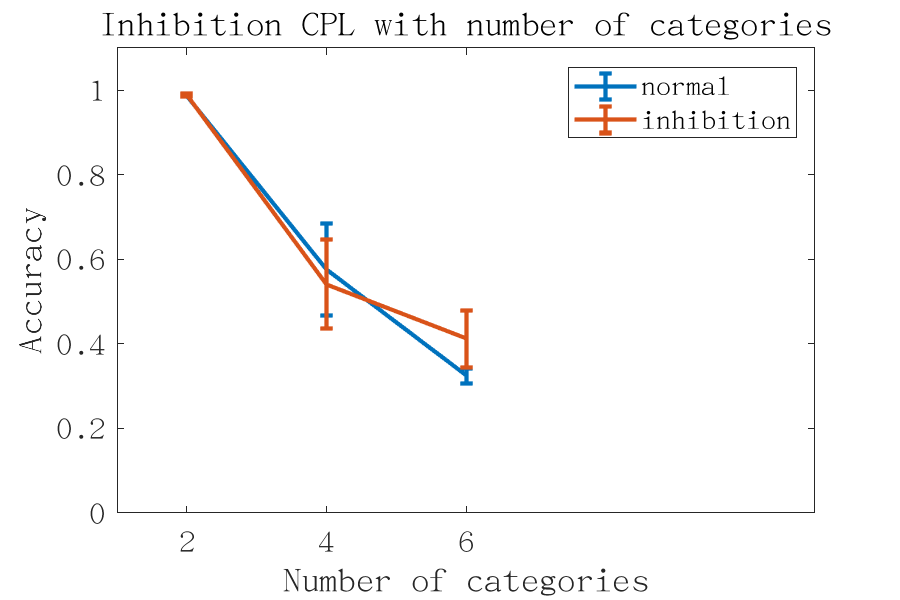 Inhibition CPL with number of categories
normal
inhibition
Accuracy
1
0.8
0.6
0.4
0.2
0
2 4 6
Number of categories